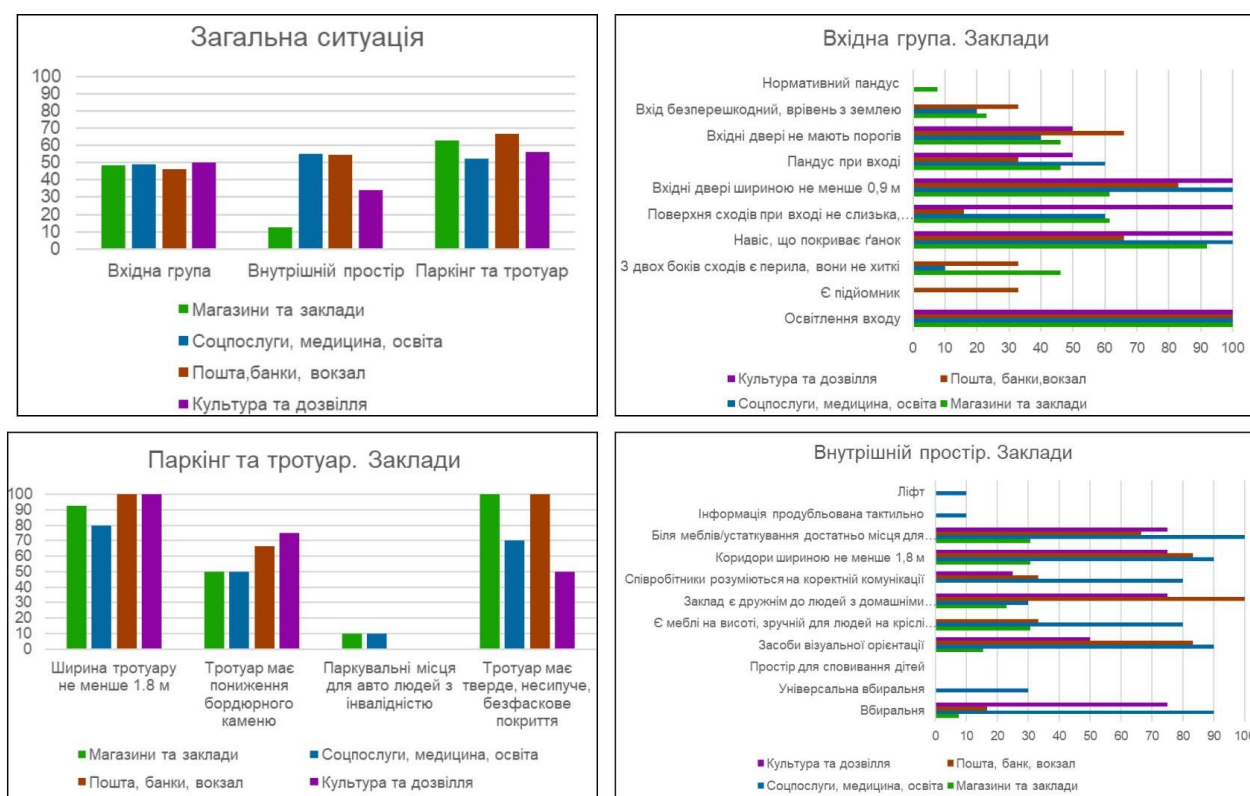 Загальна ситуація
100
90
80
70
60
50
40
30
20
10
0
Вхідна група
Внутрішній простір
Паркінг та тротуар
Магазини та заклади
Соцпослуги, медицина, освіта
Пошта,банки, вокзал
Культура та дозвілля
Вхідна група. Заклади
Нормативний пандус
Вхід безперешкодний, врівень з землею
Вхідні двері не мають порогів
Пандус при вході
Вхідні двері шириною не менше 0,9 м
Поверхня сходів при вході не слизька,...
Навіс, що покриває ґанок
З двох боків сходів є перила, вони не хиткі
Є підйомник
Освітлення входу
0 10 20 30 40 50 60 70 80 90 100
Культура та дозвілля
Пошта, банки,вокзал
Соцпослуги, медицина, освіта
Магазини та заклади
Паркінг та тротуар. Заклади
100
90
80
70
60
50
40
30
20
10
0
Ширина тротуару
не менше 1.8 м
Тротуар має
пониження
бордюрного
каменю
Паркувальні місця
для авто людей з
інвалідністю
Тротуар має
тверде, несипуче,
безфаскове
покриття
Магазини та заклади
Соцпослуги, медицина, освіта
Пошта, банки, вокзал
Культура та дозвілля
Внутрішній простір. Заклади
Ліфт
Інформація продубльована тактильно
Біля меблів/устаткування достатньо місця для...
Коридори шириною не менше 1,8 м
Співробітники розуміються на коректній комунікації
Заклад є дружнім до людей з домашніми...
Є меблі на висоті, зручній для людей на кріслі...
Засоби візуальної орієнтації
Простір для сповивання дітей
Універсальна вбиральня
Вбиральня
0 10 20 30 40 50 60 70 80 90 100
Культура та дозвілля
Пошта, банк, вокзал
Соцпослуги, медицина, освіта
Магазини та заклади